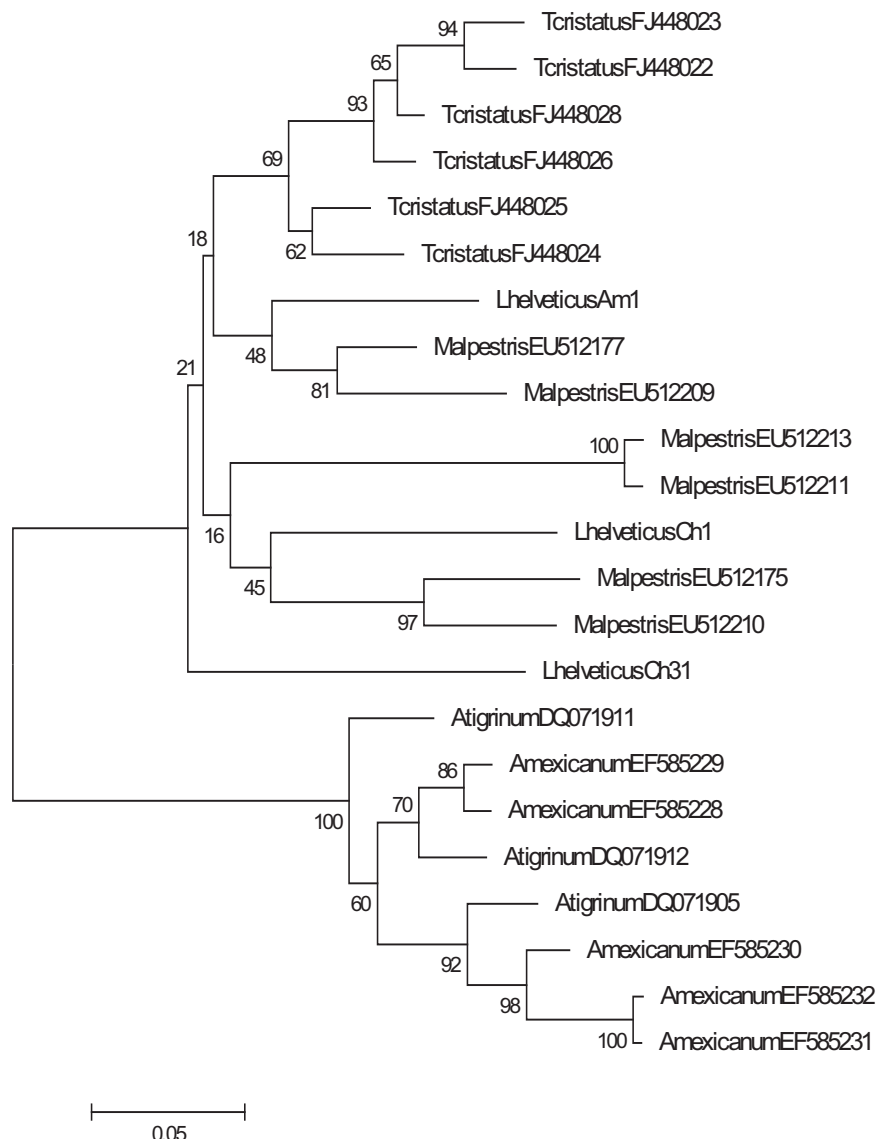 94
TcristatusFJ448023
65
TcristatusFJ448022
93
TcristatusFJ448028
69
TcristatusFJ448026
TcristatusFJ448025
18
62
TcristatusFJ448024
LhelveticusAm1
48
MalpestrisEU512177
21
81
MalpestrisEU512209
100
MalpestrisEU512213
MalpestrisEU512211
16
LhelveticusCh1
45
MalpestrisEU512175
97
MalpestrisEU512210
LhelveticusCh31
AtigrinumDQ071911
86
AmexicanumEF585229
70
100
AmexicanumEF585228
AtigrinumDQ071912
60
AtigrinumDQ071905
92
AmexicanumEF585230
98
AmexicanumEF585232
100
AmexicanumEF585231
0.05